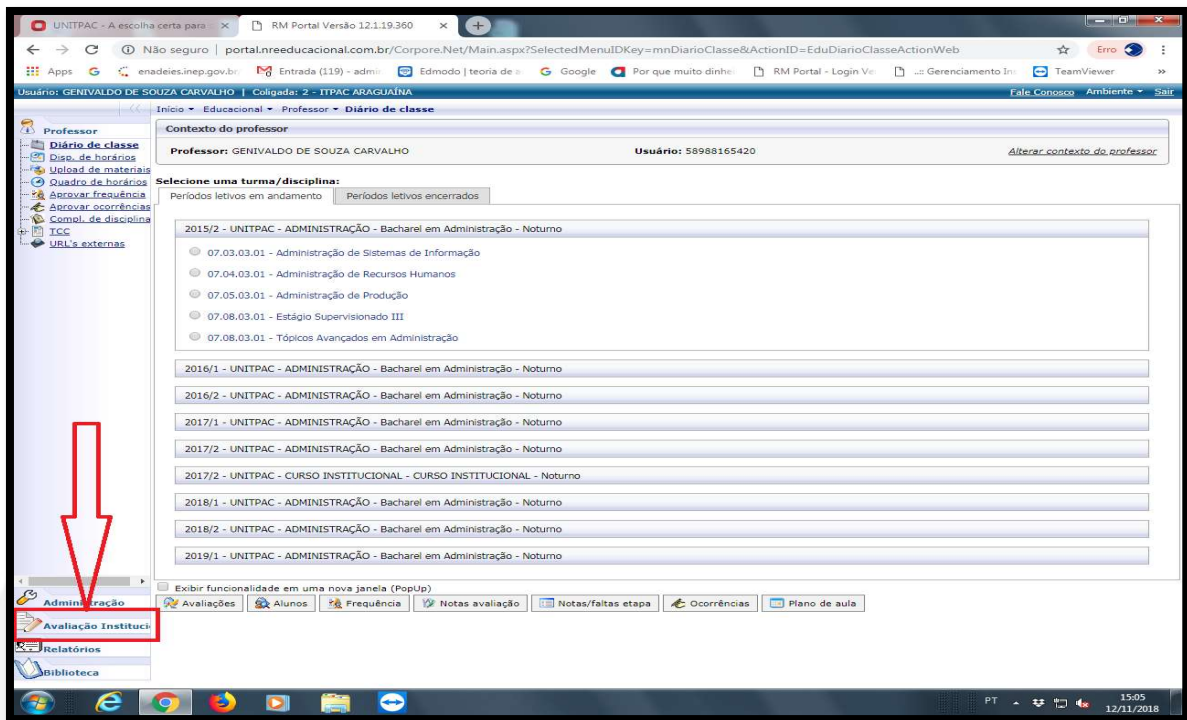 UNITPAC - A escolha certa para
RM Portal Versão 12.1.19.360
Não seguro | portal.nreeducacional.com.br/Corpore.Net/Main.aspx?SelectedMenuIDKey=mnDiarioClasse&ActionID=EduDiarioClasseActionWeb
Erro
Apps
enadeies.inep.gov.br
Entrada (119) - admi
Edmodo | teoria de
Google
Por que muito dinhe
RM Portal - Login Ve
..:: Gerenciamento In
TeamViewer
Usuário: GENIVALDO DE SOUZA CARVALHO | Coligada: 2 - ITPAC ARAGUAÍNA
Fale Conosco Ambiente Sair
Início Educacional Professor Diário de classe
Professor
Diário de classe
Disp. de horários
Upload de materiais
Quadro de horários
Aprovar frequência
Aprovar ocorrências
Compl. de disciplina
TCC
URL's externas
Contexto do professor
Professor: GENIVALDO DE SOUZA CARVALHO
Usuário: 58988165420
Alterar contexto do professor
Selecione uma turma/disciplina:
Períodos letivos em andamento
Períodos letivos encerrados
2015/2 - UNITPAC - ADMINISTRAÇÃO - Bacharel em Administração - Noturno
07.03.03.01 - Administração de Sistemas de Informação
07.04.03.01 - Administração de Recursos Humanos
07.05.03.01 - Administração de Produção
07.08.03.01 - Estágio Supervisionado III
07.08.03.01 - Tópicos Avançados em Administração
2016/1 - UNITPAC - ADMINISTRAÇÃO - Bacharel em Administração - Noturno
2016/2 - UNITPAC - ADMINISTRAÇÃO - Bacharel em Administração - Noturno
2017/1 - UNITPAC - ADMINISTRAÇÃO - Bacharel em Administração - Noturno
2017/2 - UNITPAC - ADMINISTRAÇÃO - Bacharel em Administração - Noturno
2017/2 - UNITPAC - CURSO INSTITUCIONAL - CURSO INSTITUCIONAL - Noturno
2018/1 - UNITPAC - ADMINISTRAÇÃO - Bacharel em Administração - Noturno
2018/2 - UNITPAC - ADMINISTRAÇÃO - Bacharel em Administração - Noturno
2019/1 - UNITPAC - ADMINISTRAÇÃO - Bacharel em Administração - Noturno
Exibir funcionalidade em uma nova janela (PopUp)
Avaliações
Alunos
Frequência
Notas avaliação
Notas/faltas etapa
Ocorrências
Plano de aula
Administração
Avaliação Instituci
Relatórios
Biblioteca
PT
15:05
12/11/2018